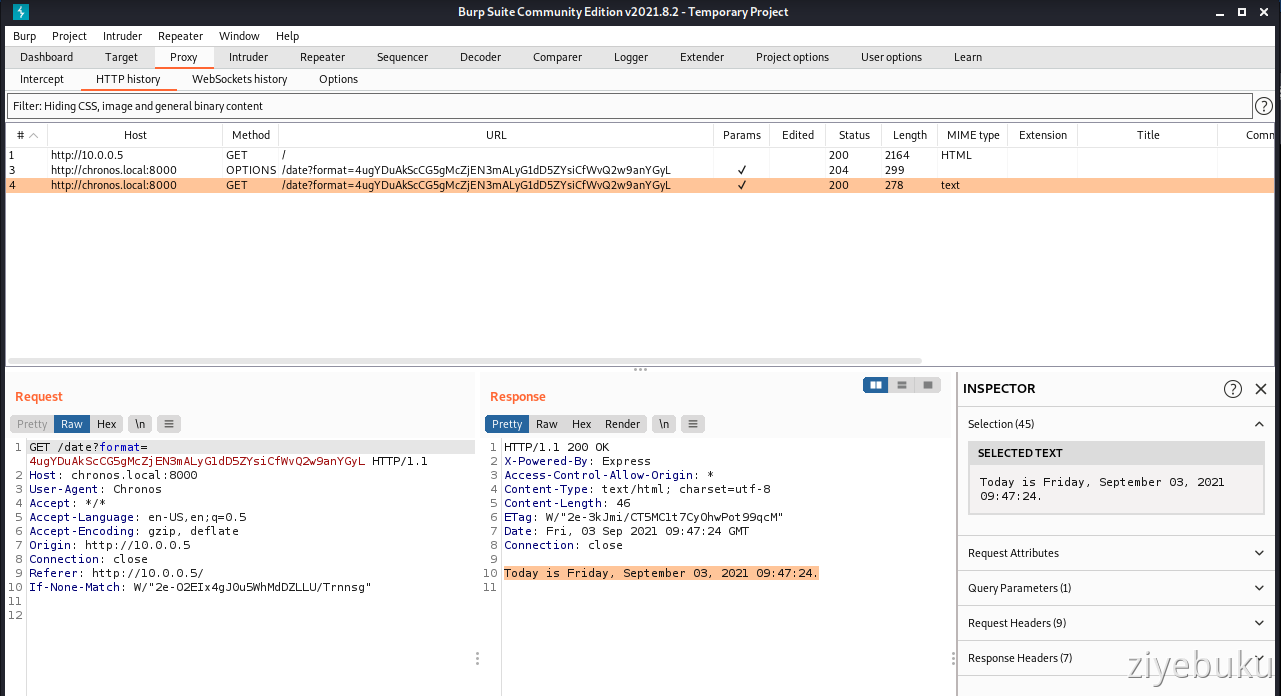 Burp Suite Community Edition v2021.8.2 - Temporary Project
Burp Project Intruder Repeater Window Help
Dashboard Target Proxy Intruder Repeater Sequencer Decoder Comparer Logger Extender Project options User options Learn
Intercept HTTP history WebSockets history Options
Filter: Hiding CSS, image and general binary content
# Host Method URL Params Edited Status Length MIME type Extension Title Comm
1 http://10.0.0.5 GET / 200 2164 HTML
3 http://chronos.local:8000 OPTIONS /date?format=4ugYDuAkScCG5gMcZjEN3mALyG1dD5ZYsiCfWvQ2w9anYGyL ✓ 204 299
4 http://chronos.local:8000 GET /date?format=4ugYDuAkScCG5gMcZjEN3mALyG1dD5ZYsiCfWvQ2w9anYGyL ✓ 200 278 text
Request
Pretty Raw Hex \n
1 GET /date?format=
4ugYDuAkScCG5gMcZjEN3mALyG1dD5ZYsiCfWvQ2w9anYGyL HTTP/1.1
2 Host: chronos.local:8000
3 User-Agent: Chronos
4 Accept: */*
5 Accept-Language: en-US,en;q=0.5
6 Accept-Encoding: gzip, deflate
7 Origin: http://10.0.0.5
8 Connection: close
9 Referer: http://10.0.0.5/
10 If-None-Match: W/"2e-O2EIx4gJ0u5WhMdDZLLU/Trnnsg"
11
12
Response
Pretty Raw Hex Render \n
1 HTTP/1.1 200 OK
2 X-Powered-By: Express
3 Access-Control-Allow-Origin: *
4 Content-Type: text/html; charset=utf-8
5 Content-Length: 46
6 ETag: W/"2e-3kJmi/CT5MC1t7CyOhwPot99qcM"
7 Date: Fri, 03 Sep 2021 09:47:24 GMT
8 Connection: close
9
10 Today is Friday, September 03, 2021 09:47:24.
11
INSPECTOR
Selection (45)
SELECTED TEXT
Today is Friday, September 03, 2021
09:47:24.
Request Attributes
Query Parameters (1)
Request Headers (9)
Response Headers (7)
ziyebuku